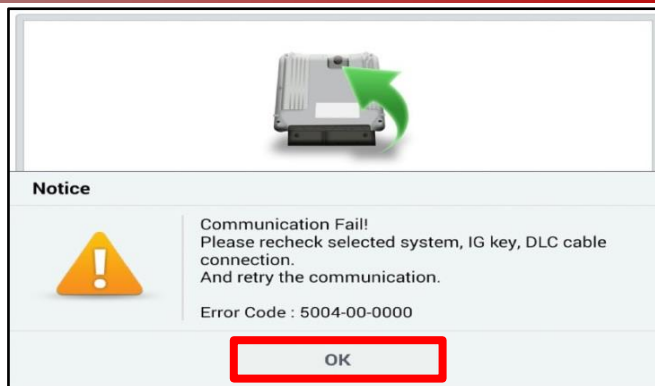 Notice
Communication Fail!
Please recheck selected system, IG key, DLC cable
connection.
And retry the communication.
Error Code : 5004-00-0000
OK